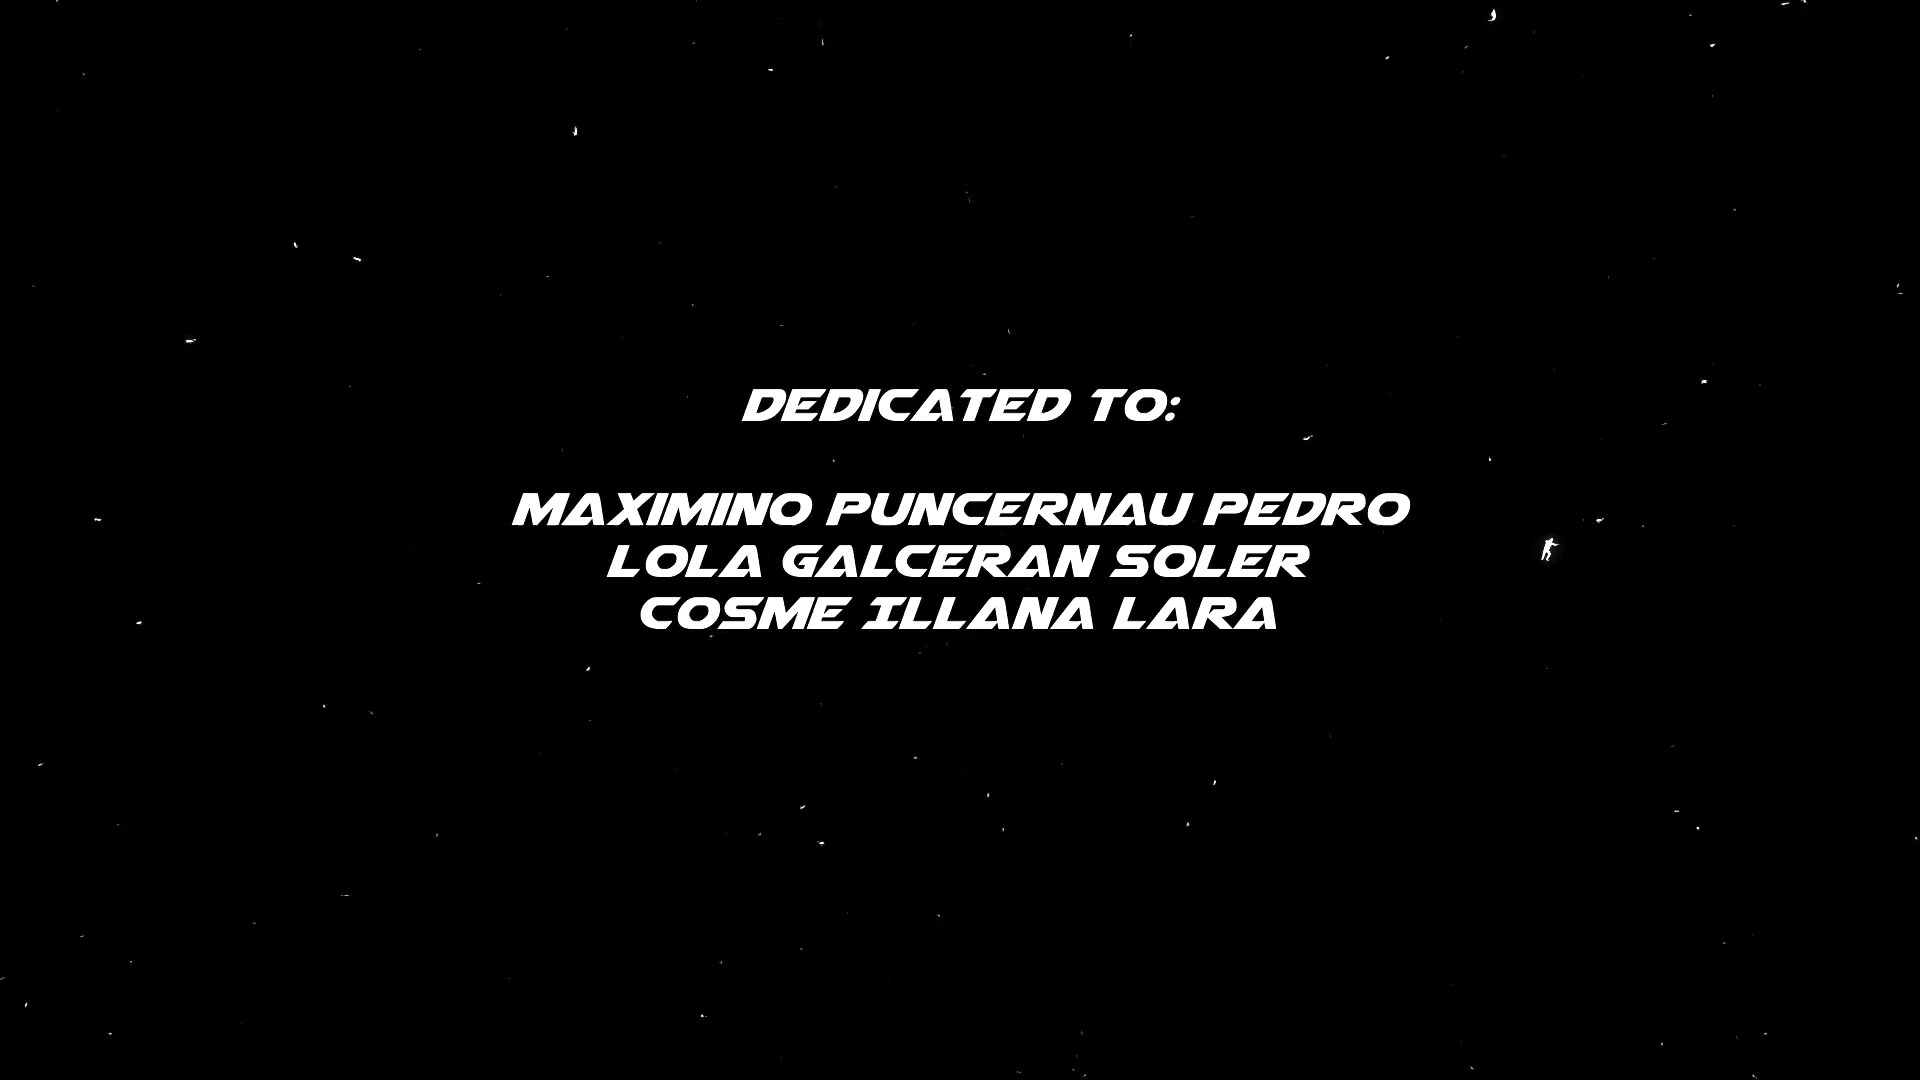 DEDICATED TO:
MAXIMINO PUNCERNAU PEDRO
LOLA GALCERAN SOLER
COSME ILLANA LARA